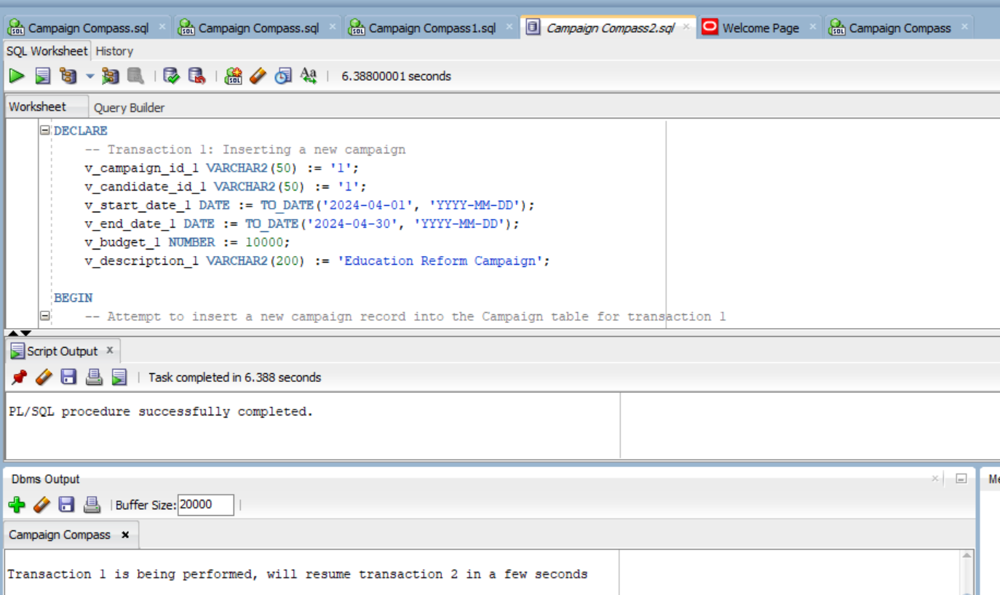 Campaign Compass.sql Campaign Compass.sql Campaign Compass1.sql Campaign Compass2.sql Welcome Page Campaign Compass
SQL Worksheet History
6.38800001 seconds
Worksheet Query Builder
DECLARE
-- Transaction 1: Inserting a new campaign
v_campaign_id_1 VARCHAR2(50) := '1';
v_candidate_id_1 VARCHAR2(50) := '1';
v_start_date_1 DATE := TO_DATE('2024-04-01', 'YYYY-MM-DD');
v_end_date_1 DATE := TO_DATE('2024-04-30', 'YYYY-MM-DD');
v_budget_1 NUMBER := 10000;
v_description_1 VARCHAR2(200) := 'Education Reform Campaign';
BEGIN
-- Attempt to insert a new campaign record into the Campaign table for transaction 1
Script Output
Task completed in 6.388 seconds
PL/SQL procedure successfully completed.
Dbms Output
Buffer Size: 20000
Campaign Compass
Transaction 1 is being performed, will resume transaction 2 in a few seconds